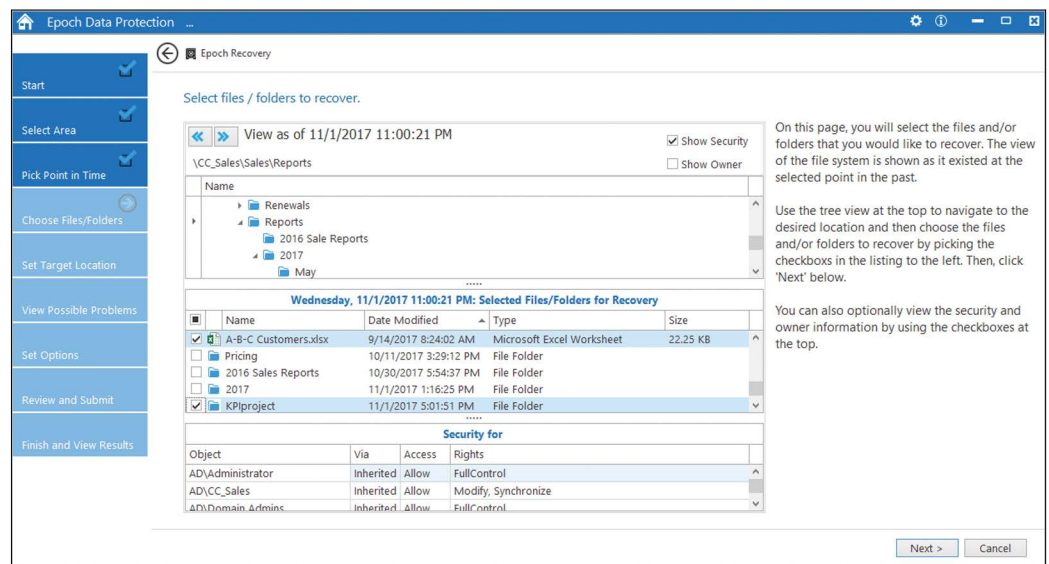 Epoch Data Protection ...
Epoch Recovery
Start
Select Area
Pick Point in Time
Choose Files/Folders
Set Target Location
View Possible Problems
Set Options
Review and Submit
Finish and View Results
Select files / folders to recover.
View as of 11/1/2017 11:00:21 PM
Show Security
\CC_Sales\Sales\Reports
Show Owner
Name
Renewals
Reports
2016 Sale Reports
2017
May
Wednesday, 11/1/2017 11:00:21 PM: Selected Files/Folders for Recovery
Name Date Modified Type Size
A-B-C Customers.xlsx 9/14/2017 8:24:02 AM Microsoft Excel Worksheet 22.25 KB
Pricing 10/11/2017 3:29:12 PM File Folder
2016 Sales Reports 10/30/2017 5:54:37 PM File Folder
2017 11/1/2017 1:16:25 PM File Folder
KPIproject 11/1/2017 5:01:51 PM File Folder
Security for
Object Via Access Rights
AD\Administrator Inherited Allow FullControl
AD\CC_Sales Inherited Allow Modify, Synchronize
AD\Domain Admins Inherited Allow FullControl
On this page, you will select the files and/or
folders that you would like to recover. The view
of the file system is shown as it existed at the
selected point in the past.
Use the tree view at the top to navigate to the
desired location and then choose the files
and/or folders to recover by picking the
checkboxs in the listing to the left. Then, click
'Next' below.
You can also optionally view the security and
owner information by using the checkboxes at
the top.
Next >
Cancel